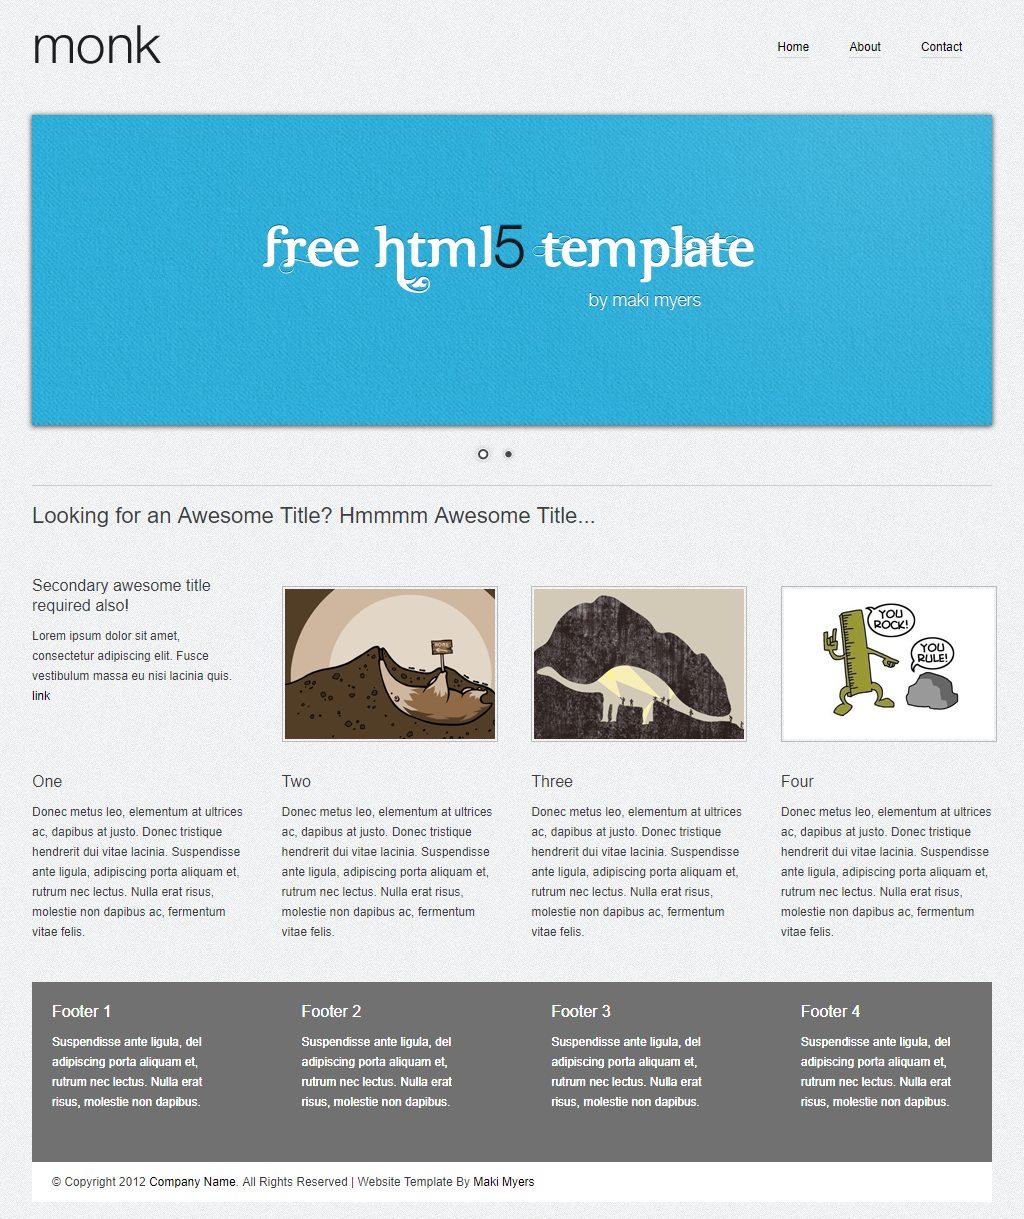 monk
Home About Contact
free html5 template
by maki myers
Looking for an Awesome Title? Hmmmm Awesome Title...
Secondary awesome title
required also!
Lorem ipsum dolor sit amet,
consectetur adipiscing elit. Fusce
vestibulum massa eu nisi lacinia quis.
link
HOME
YOU
ROCK!
YOU
RULE!
One
Donec metus leo, elementum at ultrices
ac, dapibus at justo. Donec tristique
hendrerit dui vitae lacinia. Suspendisse
ante ligula, adipiscing porta aliquam et,
rutrum nec lectus. Nulla erat risus,
molestie non dapibus ac, fermentum
vitae felis.
Two
Donec metus leo, elementum at ultrices
ac, dapibus at justo. Donec tristique
hendrerit dui vitae lacinia. Suspendisse
ante ligula, adipiscing porta aliquam et,
rutrum nec lectus. Nulla erat risus,
molestie non dapibus ac, fermentum
vitae felis.
Three
Donec metus leo, elementum at ultrices
ac, dapibus at justo. Donec tristique
hendrerit dui vitae lacinia. Suspendisse
ante ligula, adipiscing porta aliquam et,
rutrum nec lectus. Nulla erat risus,
molestie non dapibus ac, fermentum
vitae felis.
Four
Donec metus leo, elementum at ultrices
ac, dapibus at justo. Donec tristique
hendrerit dui vitae lacinia. Suspendisse
ante ligula, adipiscing porta aliquam et,
rutrum nec lectus. Nulla erat risus,
molestie non dapibus ac, fermentum
vitae felis.
Footer 1
Suspendisse ante ligula, del
adipiscing porta aliquam et,
rutrum nec lectus. Nulla erat
risus, molestie non dapibus.
Footer 2
Suspendisse ante ligula, del
adipiscing porta aliquam et,
rutrum nec lectus. Nulla erat
risus, molestie non dapibus.
Footer 3
Suspendisse ante ligula, del
adipiscing porta aliquam et,
rutrum nec lectus. Nulla erat
risus, molestie non dapibus.
Footer 4
Suspendisse ante ligula, del
adipiscing porta aliquam et,
rutrum nec lectus. Nulla erat
risus, molestie non dapibus.
© Copyright 2012 Company Name. All Rights Reserved | Website Template By Maki Myers